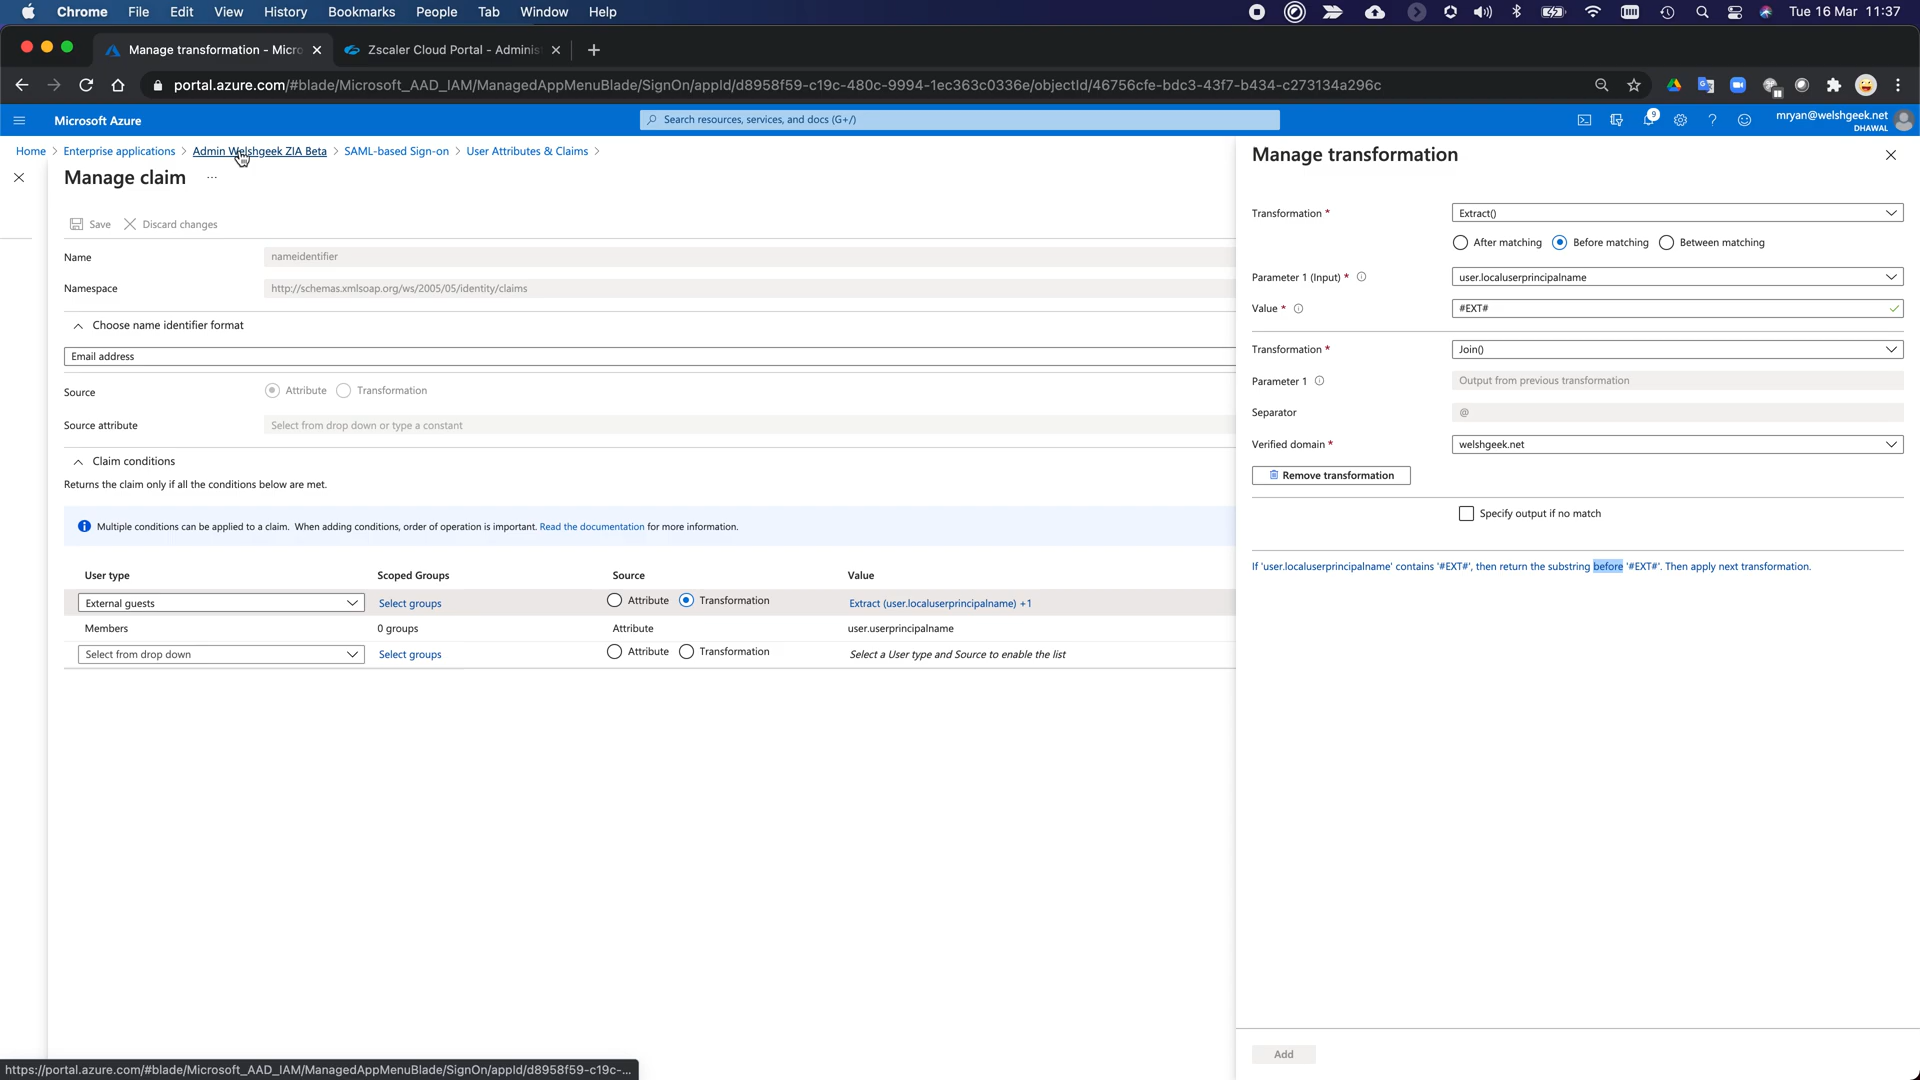 Chrome File Edit View History Bookmarks People Tab Window Help Tue 16 Mar 11:37
Manage transformation - Micro Zscaler Cloud Portal - Adminis
portal.azure.com/#blade/Microsoft_AAD_IAM/ManagedAppMenuBlade/SignOn/appId/d8958f59-c19c-480c-9994-1ec363c0336e/objectId/46756cfe-bdc3-43f7-b434-c273134a296c
Microsoft Azure
Search resources, services, and docs (G+/)
9
mryan@welshgeek.net
DHAWAL
Home > Enterprise applications > Admin Welshgeek ZIA Beta > SAML-based Sign-on > User Attributes & Claims >
Manage claim ...
Save Discard changes
Name nameidentifier
Namespace http://schemas.xmlsoap.org/ws/2005/05/identity/claims
Choose name identifier format
Email address
Source Attribute Transformation
Source attribute Select from drop down or type a constant
Claim conditions
Returns the claim only if all the conditions below are met.
Multiple conditions can be applied to a claim. When adding conditions, order of operation is important. Read the documentation for more information.
User type Scoped Groups Source Value
External guests Select groups Attribute Transformation Extract (user.localuserprincipalname) +1
Members 0 groups Attribute user.userprincipalname
Select from drop down Select groups Attribute Transformation Select a User type and Source to enable the list
Manage transformation
Transformation * Extract()
After matching Before matching Between matching
Parameter 1 (Input) * user.localuserprincipalname
Value * #EXT#
Transformation * Join()
Parameter 1 Output from previous transformation
Separator @
Verified domain * welshgeek.net
Remove transformation
Specify output if no match
If 'user.localuserprincipalname' contains '#EXT#', then return the substring before '#EXT#'. Then apply next transformation.
Add
https://portal.azure.com/#blade/Microsoft_AAD_IAM/ManagedAppMenuBlade/SignOn/appId/d8958f59-c19c-...